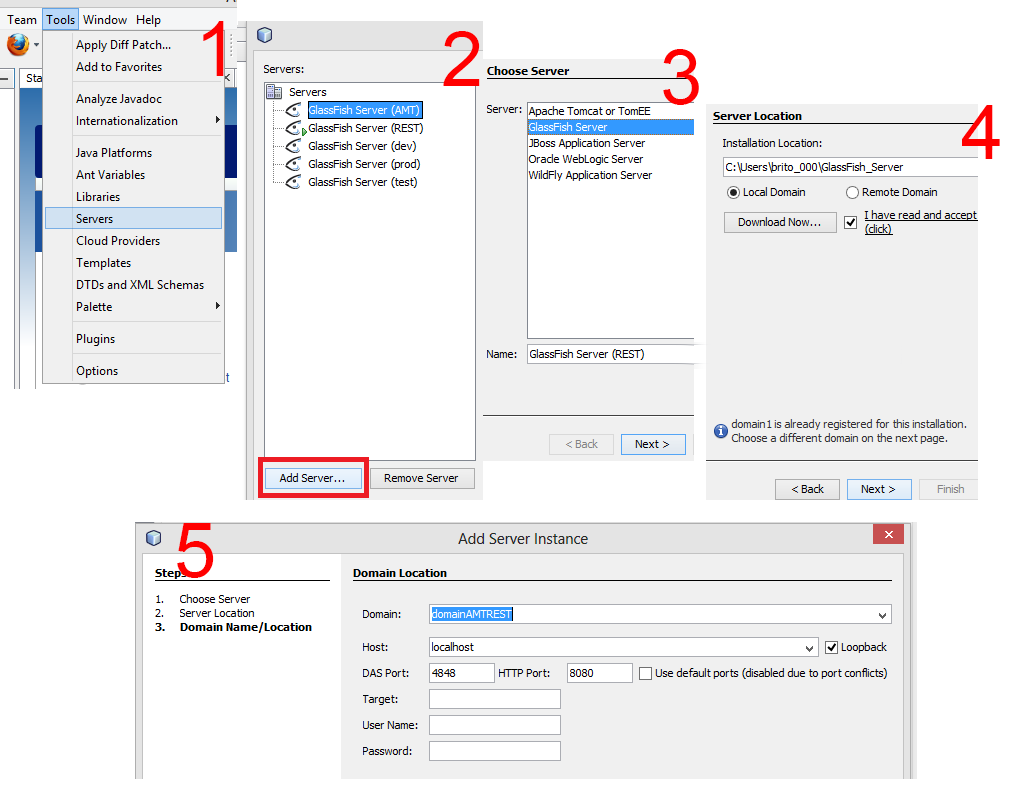 Team Tools Window Help
1
Apply Diff Patch...
Add to Favorites
Sta
Analyze Javadoc
Internationalization
Java Platforms
Ant Variables
Libraries
Servers
Cloud Providers
Templates
DTDs and XML Schemas
Palette
Plugins
Options
t
2
Servers:
Servers
GlassFish Server (AMT)
GlassFish Server (REST)
GlassFish Server (dev)
GlassFish Server (prod)
GlassFish Server (test)
Add Server... Remove Server
3
Choose Server
Server: Apache Tomcat or TomEE
GlassFish Server
JBoss Application Server
Oracle WebLogic Server
WildFly Application Server
Name: GlassFish Server (REST)
< Back Next >
4
Server Location
Installation Location:
C:\Users\brito_000\GlassFish_Server
Local Domain Remote Domain
Download Now... I have read and accept
(click)
domain1 is already registered for this installation.
Choose a different domain on the next page.
< Back Next > Finish
5
Add Server Instance
Steps
1. Choose Server
2. Server Location
3. Domain Name/Location
Domain Location
Domain: domainAMTREST
Host: localhost Loopback
DAS Port: 4848 HTTP Port: 8080 Use default ports (disabled due to port conflicts)
Target:
User Name:
Password: